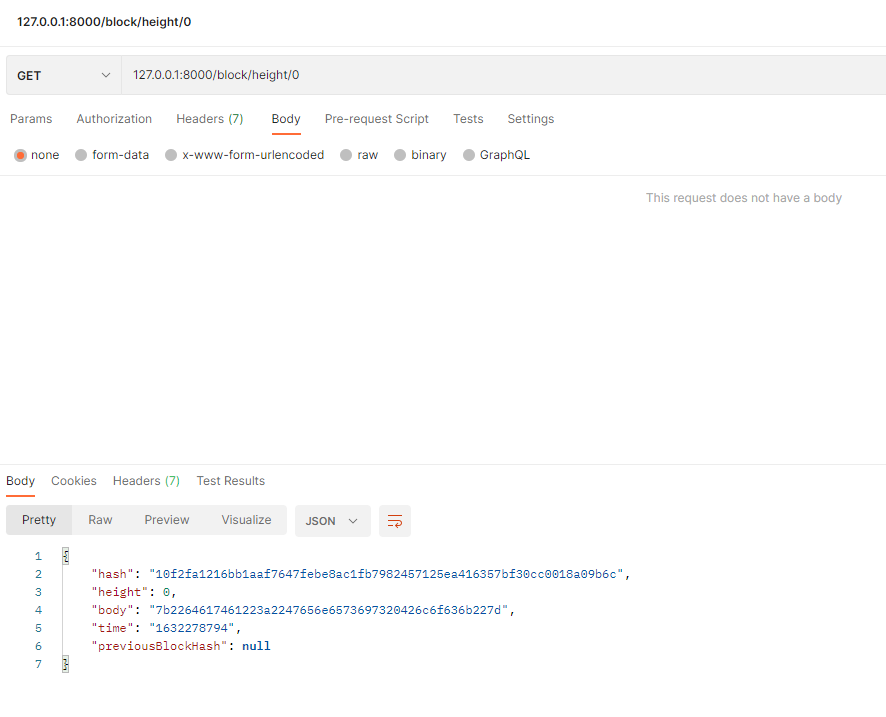 127.0.0.1:8000/block/height/0
GET 127.0.0.1:8000/block/height/0
Params Authorization Headers (7) Body Pre-request Script Tests Settings
none form-data x-www-form-urlencoded raw binary GraphQL
This request does not have a body
Body Cookies Headers (7) Test Results
Pretty Raw Preview Visualize JSON
1 {
2 "hash": "10f2fa1216bb1aaf7647febe8ac1fb7982457125ea416357bf30cc0018a09b6c",
3 "height": 0,
4 "body": "7b2264617461223a2247656e6573697320426c6f636b227d",
5 "time": "1632278794",
6 "previousBlockHash": null
7 }